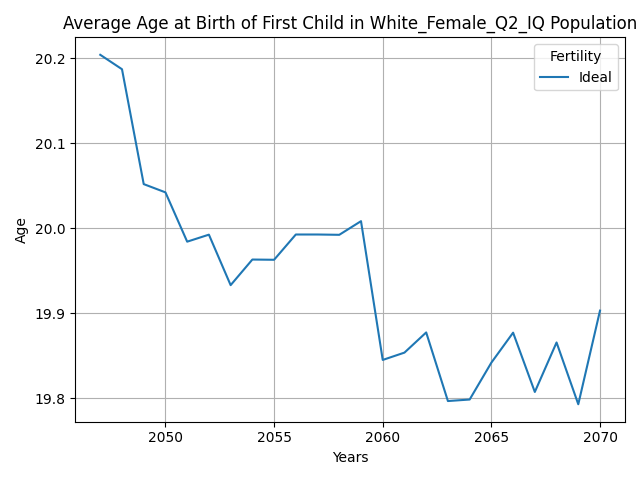 Average Age at Birth of First Child in White_Female_Q2_IQ Population
Fertility
Ideal
20.2
20.1
20.0
19.9
19.8
Age
2050 2055 2060 2065 2070
Years